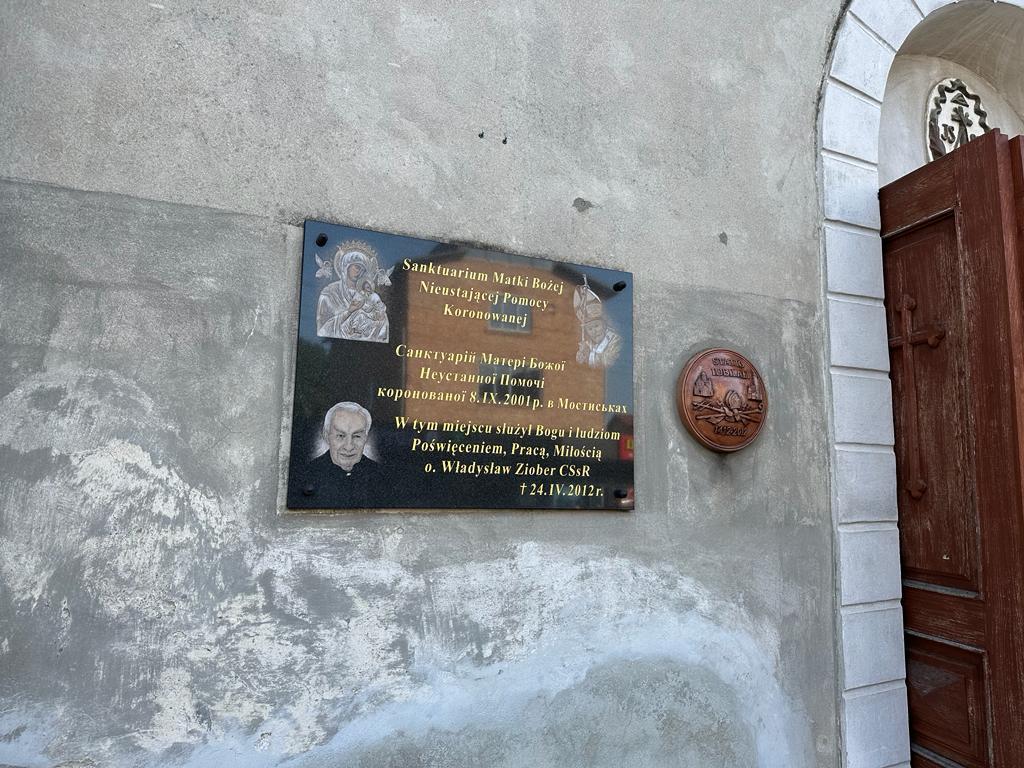 Sanktuarium Matki Bożej
Nieustającej Pomocy
Koronowanej
Санктуарій Матері Божої
Неустанної Помочі
коронованої 8.IX.2001р. в Мостиськах
W tym miejscu służył Bogu i ludziom
Poświęceniem, Pracą, Miłością
o. Władysław Ziober CSsR
† 24.IV.2012r.
IUBILAEI